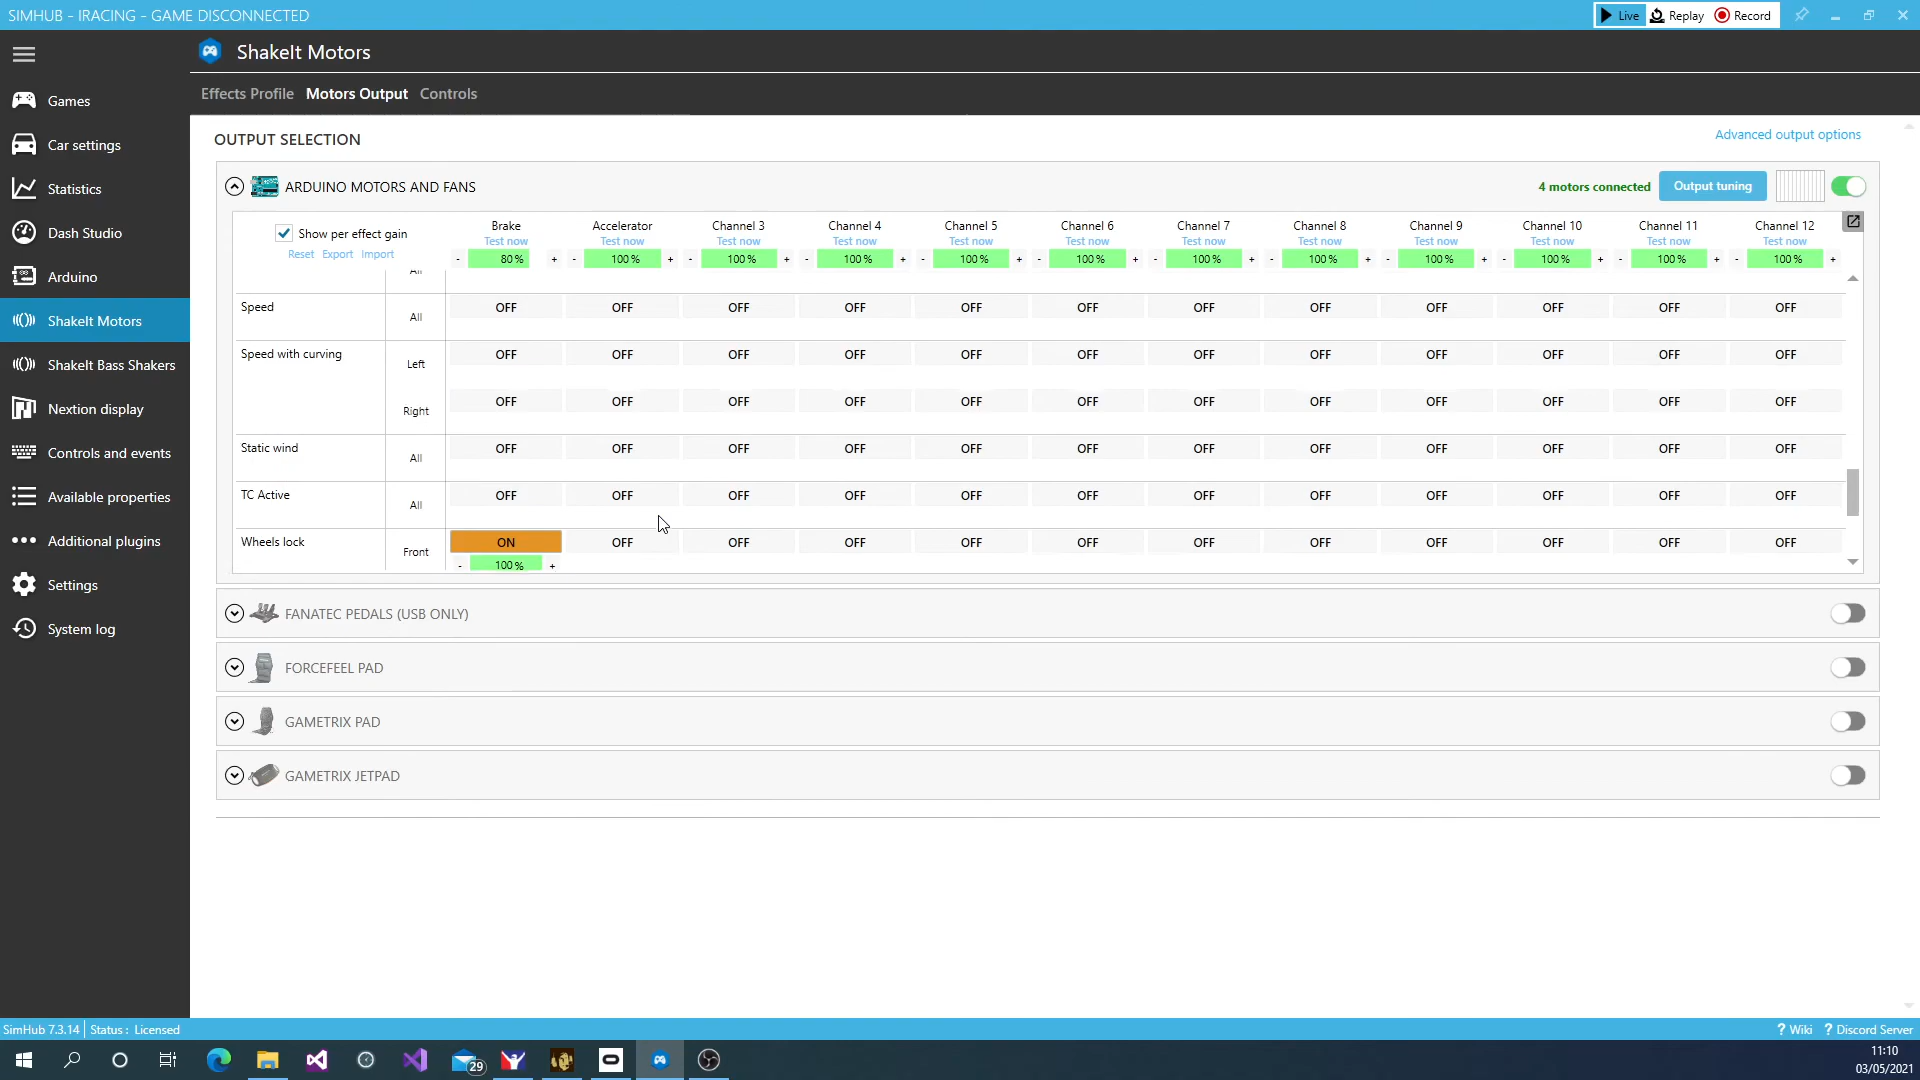 SIMHUB - IRACING - GAME DISCONNECTED
Live Replay Record
ShakeIt Motors
Effects Profile Motors Output Controls
Games
Car settings
Statistics
Dash Studio
Arduino
ShakeIt Motors
ShakeIt Bass Shakers
Nextion display
Controls and events
Available properties
Additional plugins
Settings
System log
OUTPUT SELECTION
Advanced output options
ARDUINO MOTORS AND FANS
4 motors connected Output tuning
Show per effect gain
Reset Export Import
Brake Accelerator Channel 3 Channel 4 Channel 5 Channel 6 Channel 7 Channel 8 Channel 9 Channel 10 Channel 11 Channel 12
Test now Test now Test now Test now Test now Test now Test now Test now Test now Test now Test now Test now
- 80 % + - 100 % + - 100 % + - 100 % + - 100 % + - 100 % + - 100 % + - 100 % + - 100 % + - 100 % + - 100 % + - 100 % +
All
Speed All OFF OFF OFF OFF OFF OFF OFF OFF OFF OFF OFF OFF
Speed with curving Left OFF OFF OFF OFF OFF OFF OFF OFF OFF OFF OFF OFF
Right OFF OFF OFF OFF OFF OFF OFF OFF OFF OFF OFF OFF
Static wind All OFF OFF OFF OFF OFF OFF OFF OFF OFF OFF OFF OFF
TC Active All OFF OFF OFF OFF OFF OFF OFF OFF OFF OFF OFF OFF
Wheels lock Front ON OFF OFF OFF OFF OFF OFF OFF OFF OFF OFF OFF
- 100 % +
FANATEC PEDALS (USB ONLY)
FORCEFEEL PAD
GAMETRIX PAD
GAMETRIX JETPAD
SimHub 7.3.14 Status : Licensed
? Wiki ? Discord Server
29
11:10
03/05/2021